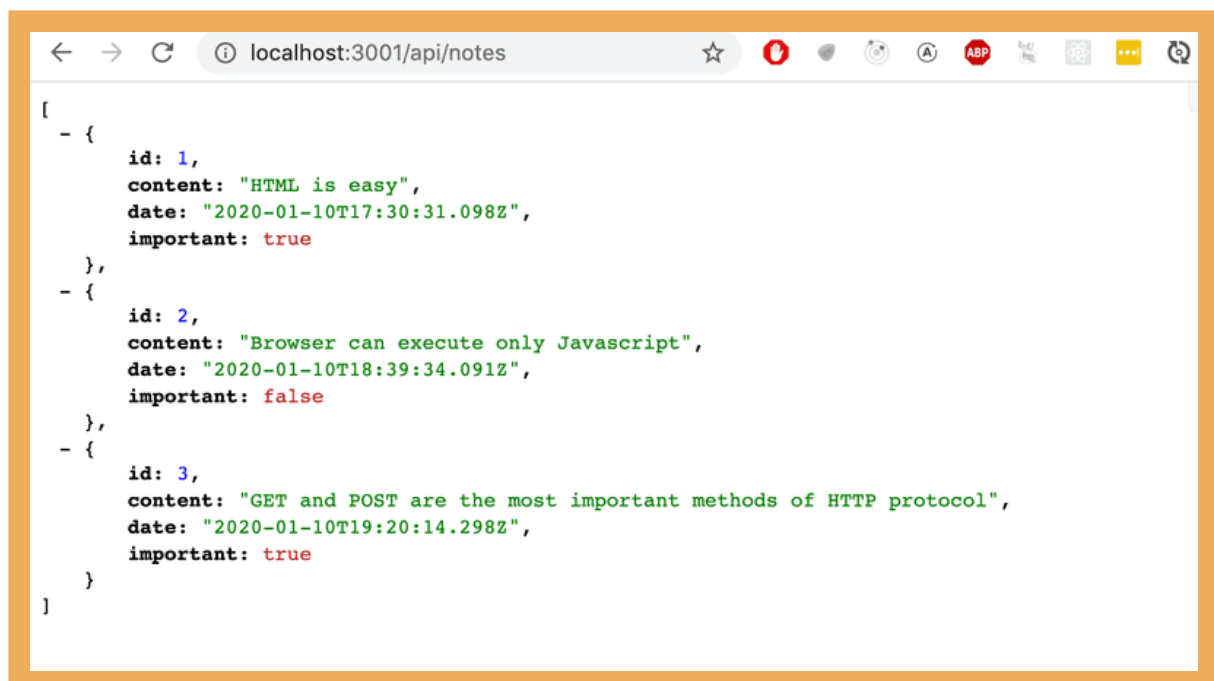 localhost:3001/api/notes
ABP
[
- {
id: 1,
content: "HTML is easy",
date: "2020-01-10T17:30:31.098Z",
important: true
},
- {
id: 2,
content: "Browser can execute only Javascript",
date: "2020-01-10T18:39:34.091Z",
important: false
},
- {
id: 3,
content: "GET and POST are the most important methods of HTTP protocol",
date: "2020-01-10T19:20:14.298Z",
important: true
}
]